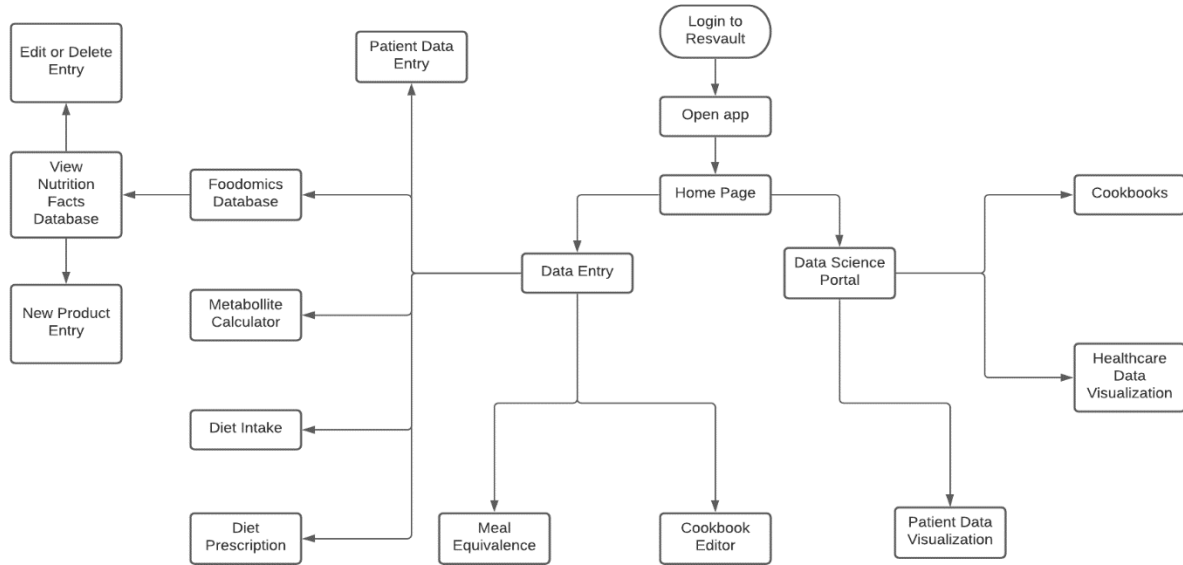 Login to
Resvault
Edit or Delete
Entry
Patient Data
Entry
Open app
View
Nutrition
Facts
Database
Foodomics
Database
Home Page
Cookbooks
Data Entry
Data Science
Portal
New Product
Entry
Metabollite
Calculator
Healthcare
Data
Visualization
Diet Intake
Diet
Prescription
Meal
Equivalence
Cookbook
Editor
Patient Data
Visualization